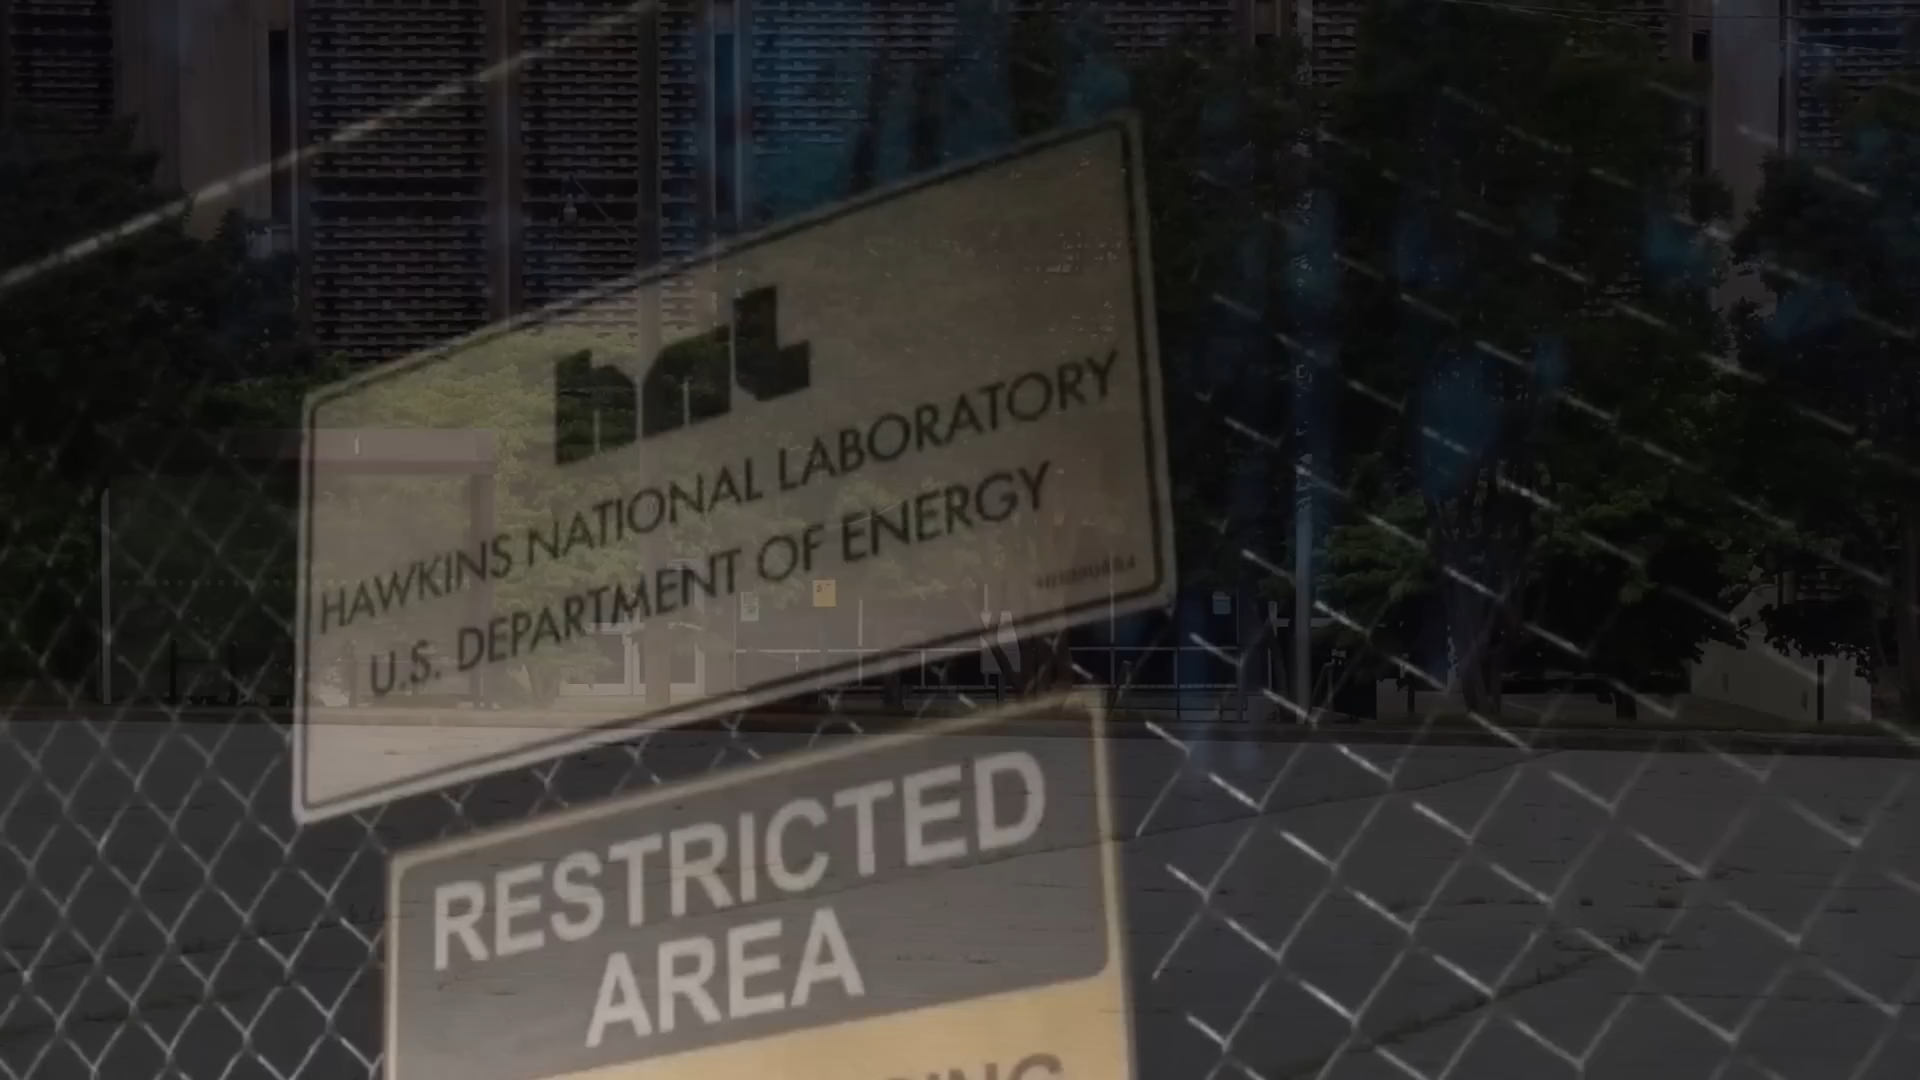 hnl
HAWKINS NATIONAL LABORATORY
U.S. DEPARTMENT OF ENERGY
RESTRICTED
AREA